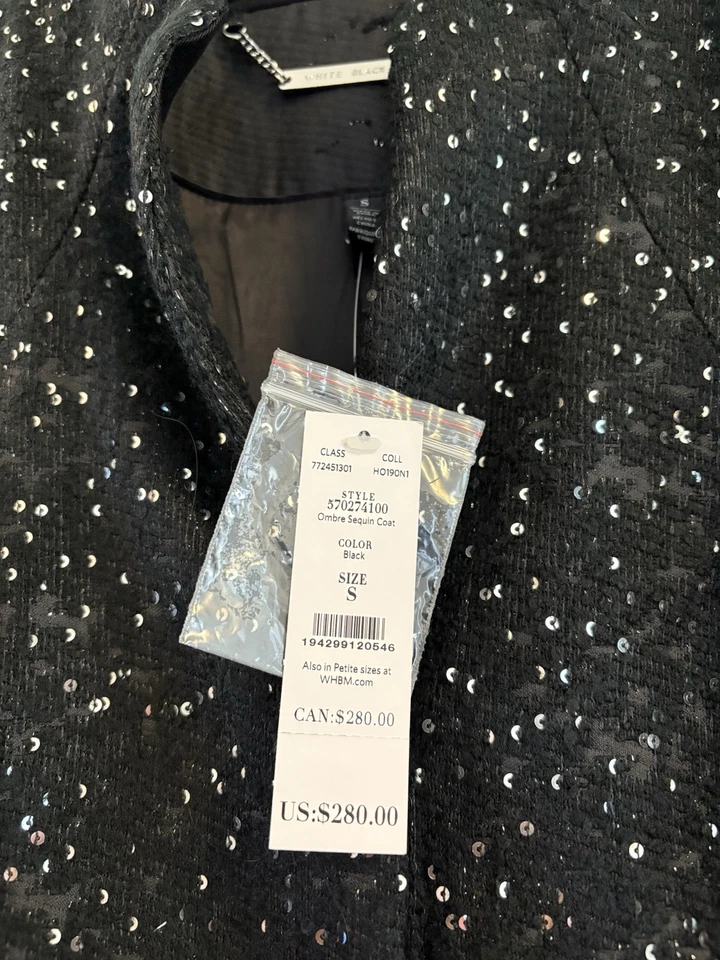 WHITE BLACK
S
CLASS COLL
772451301 HO190N1
STYLE
570274100
Ombre Sequin Coat
COLOR
Black
SIZE
S
194299120546
Also in Petite sizes at
WHBM.com
CAN:$280.00
US:$280.00